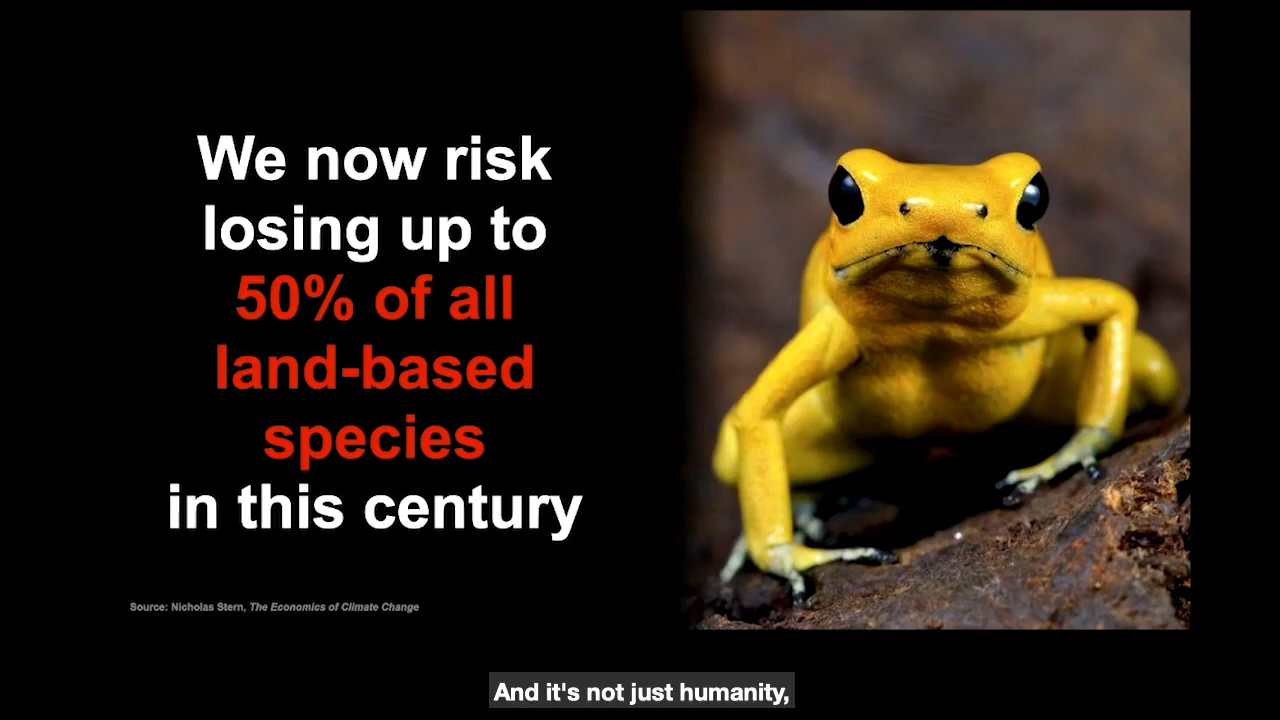 We now risk
losing up to
50% of all
land-based
species
in this century
Source: Nicholas Stern, The Economics of Climate Change
And it's not just humanity,